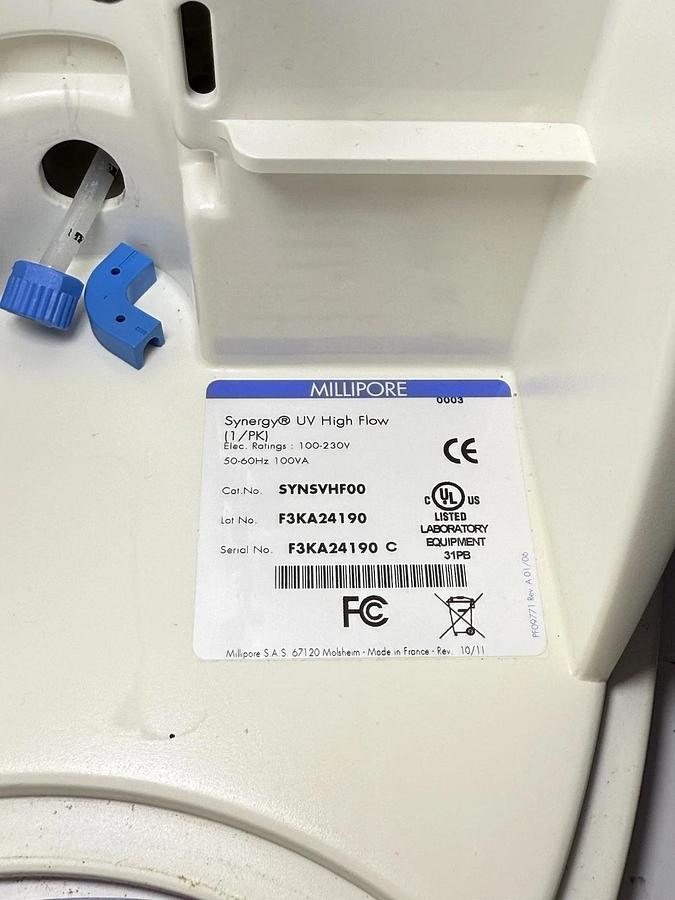 MILLIPORE
0003
Synergy® UV High Flow
(1/PK)
Elec. Ratings : 100-230V
50-60Hz 100VA
CE
Cat.No. SYNSVHF00
Lot No. F3KA24190
Serial No. F3KA24190 C
C UL US
LISTED
LABORATORY
EQUIPMENT
31PB
FC
PF09771 Rev. A 01/06
Millipore S.A.S. 67120 Molsheim - Made in France - Rev. 10/11